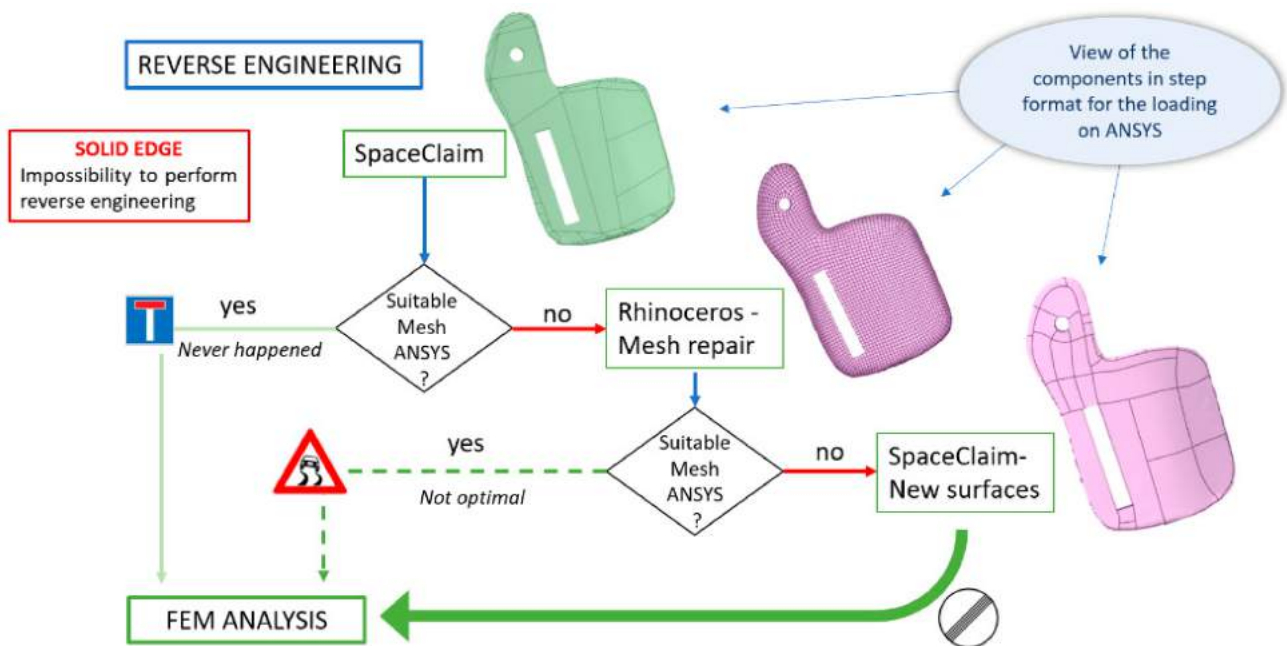 REVERSE ENGINEERING
View of the
components in step
format for the loading
on ANSYS
SOLID EDGE
Impossibility to perform
reverse engineering
SpaceClaim
yes
Never happened
Suitable
Mesh
ANSYS
?
no
Rhinoceros -
Mesh repair
yes
Not optimal
Suitable
Mesh
ANSYS
?
no
SpaceClaim-
New surfaces
FEM ANALYSIS